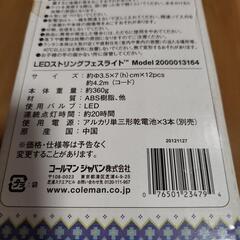 LEDストリングフェスライト™ Model 2000013164
サイズ：約Φ3.5×7(h)cm×12pcs
約4.2m（コード）
重量：約360g
材質：ABS樹脂、他
使用バルブ：LED
連続点灯時間：約20時間
使用電源：アルカリ単三形乾電池×3本（別売）
原産国：中国
●価格・仕様等は予告なく
変更することがあります。
20121127
コールマン ジャパン株式会社
www.coleman.co.jp
0 76501 23479 4